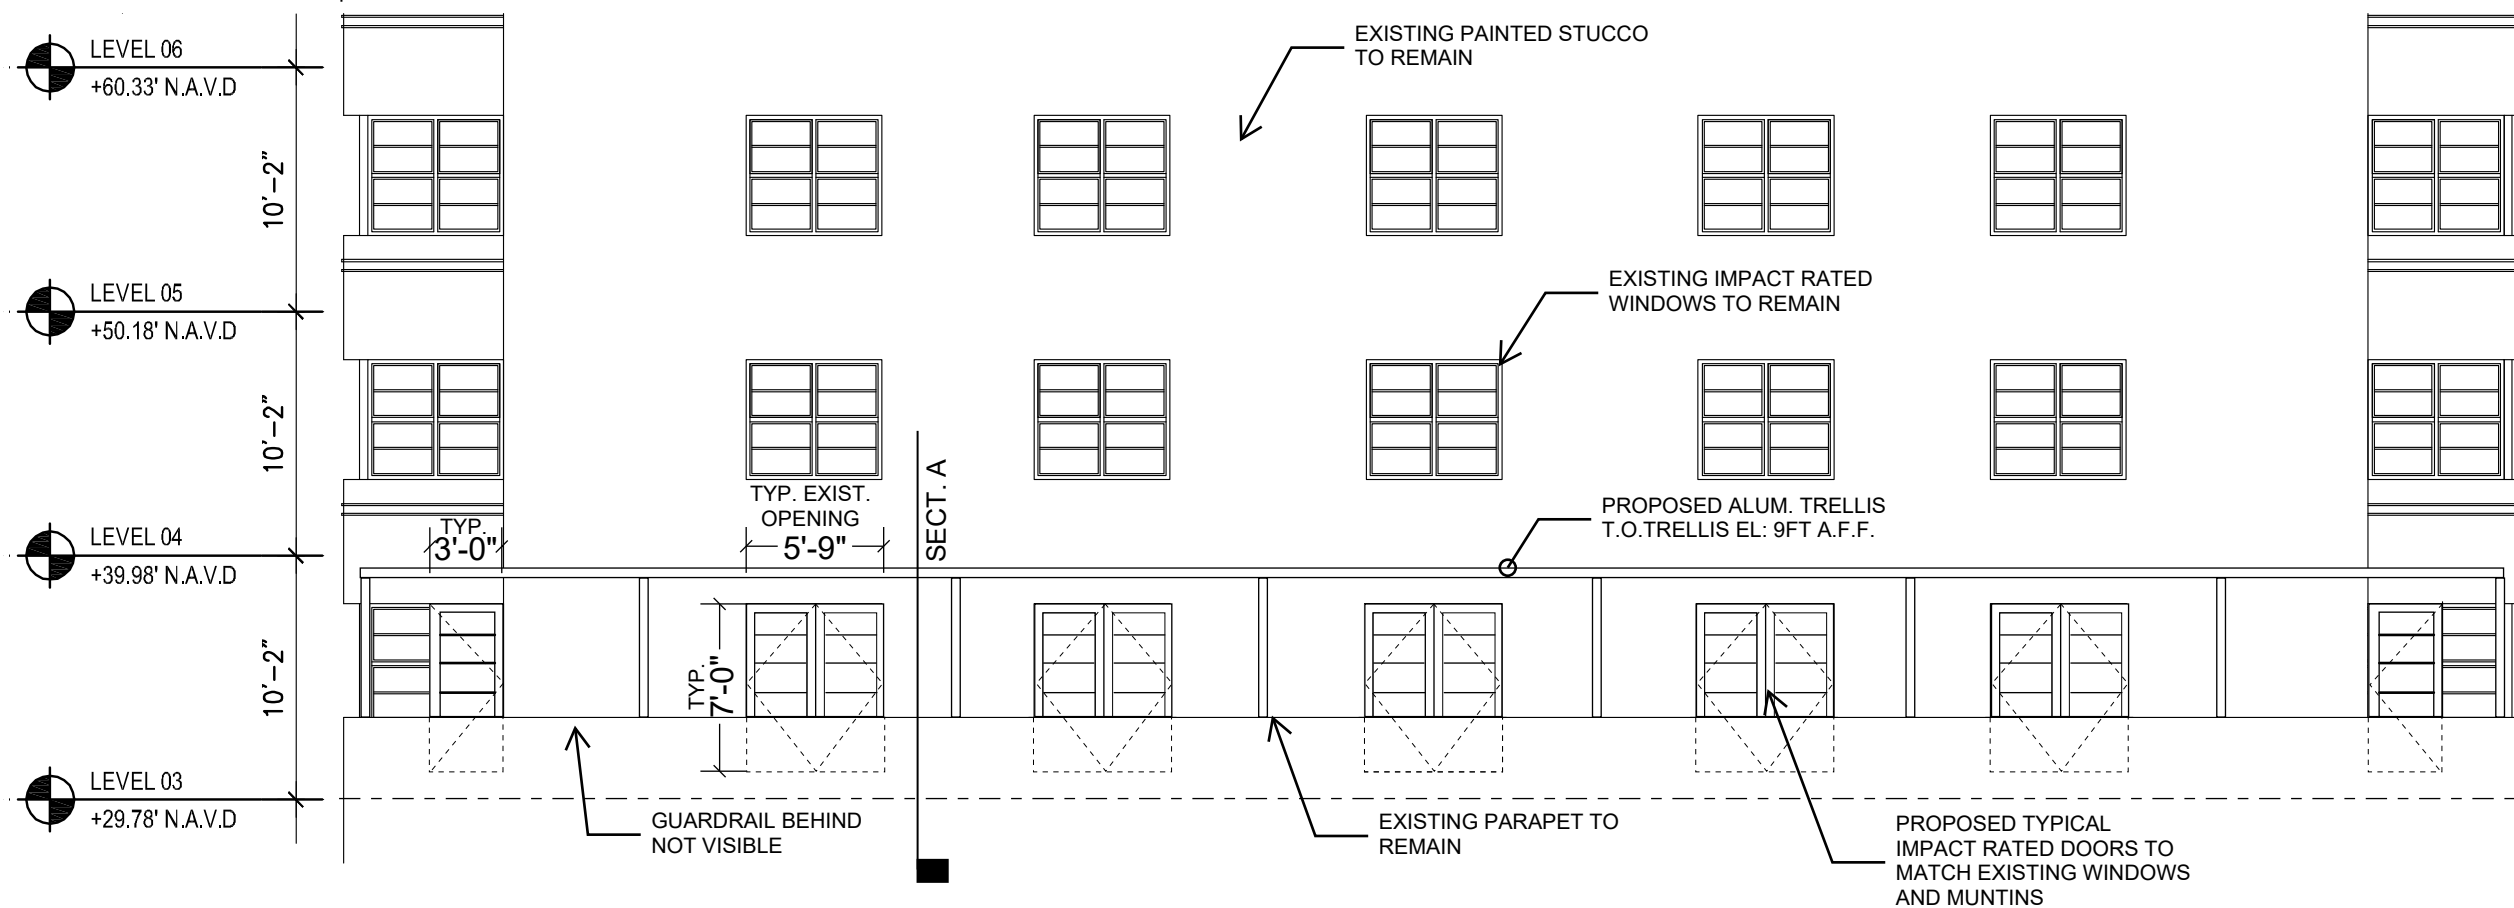 LEVEL 06
+60.33' N.A.V.D
10'-2"
LEVEL 05
+50.18' N.A.V.D
10'-2"
LEVEL 04
+39.98' N.A.V.D
10'-2"
LEVEL 03
+29.78' N.A.V.D
EXISTING PAINTED STUCCO
TO REMAIN
EXISTING IMPACT RATED
WINDOWS TO REMAIN
TYP.
3'-0"
TYP. EXIST.
OPENING
5'-9"
SECT. A
PROPOSED ALUM. TRELLIS
T.O.TRELLIS EL: 9FT A.F.F.
TYP.
7'-0"
GUARDRAIL BEHIND
NOT VISIBLE
EXISTING PARAPET TO
REMAIN
PROPOSED TYPICAL
IMPACT RATED DOORS TO
MATCH EXISTING WINDOWS
AND MUNTINS